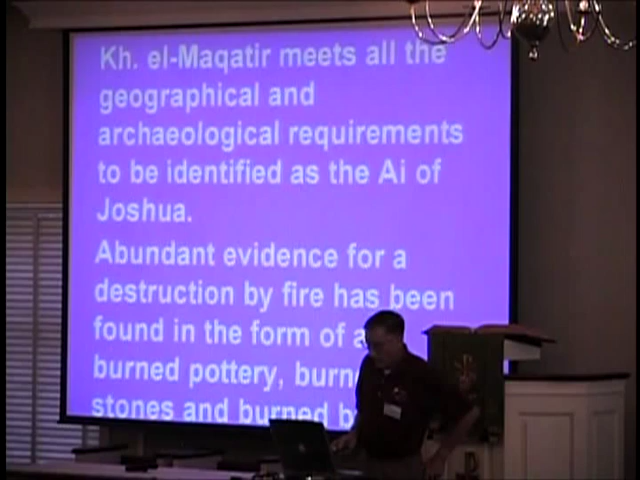 Kh. el-Maqatir meets all the
geographical and
archaeological requirements
to be identified as the Ai of
Joshua.
Abundant evidence for a
destruction by fire has been
found in the form of
burned pottery,
stones and burned